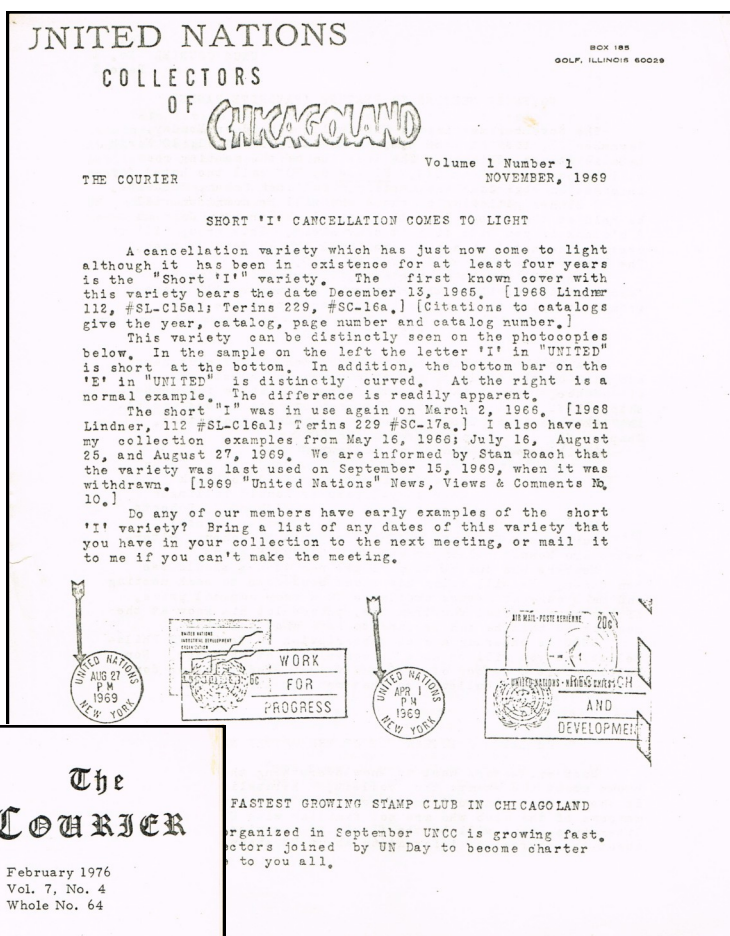 UNITED NATIONS
COLLECTORS
OF
CHICAGOLAND
BOX 185
GOLF, ILLINOIS 60029
Volume 1 Number 1
THE COURIER NOVEMBER, 1969
SHORT 'I' CANCELLATION COMES TO LIGHT
A cancellation variety which has just now come to light
although it has been in existence for at least four years
is the "Short 'I'" variety. The first known cover with
this variety bears the date December 13, 1965. [1968 Lindner
112, #SL-C15a1; Terins 229, #SC-16a.] [Citations to catalogs
give the year, catalog, page number and catalog number.]
This variety can be distinctly seen on the photocopies
below. In the sample on the left the letter 'I' in "UNITED"
is short at the bottom. In addition, the bottom bar on the
'E' in "UNITED" is distinctly curved. At the right is a
normal example. The difference is readily apparent.
The short "I" was in use again on March 2, 1966. [1968
Lindner, 112 #SL-C16a1; Terins 229 #SC-17a.] I also have in
my collection examples from May 16, 1966; July 16, August
25, and August 27, 1969. We are informed by Stan Roach that
the variety was last used on September 15, 1969, when it was
withdrawn. [1969 "United Nations" News, Views & Comments No.
10.]
Do any of our members have early examples of the short
'I' variety? Bring a list of any dates of this variety that
you have in your collection to the next meeting, or mail it
to me if you can't make the meeting.
UNITED NATIONS
AUG 27
PM
1969
NEW YORK
UNITED NATIONS
INDUSTRIAL DEVELOPMENT
ORGANIZATION
WORK
FOR
PROGRESS
UNITED NATIONS
APR 1
PM
1969
NEW YORK
AIR MAIL - POSTE AERIENNE 20c
UNITED NATIONS
CH
AND
DEVELOPME
FASTEST GROWING STAMP CLUB IN CHICAGOLAND
organized in September UNCC is growing fast.
ectors joined by UN Day to become charter
to you all.
The
COURIER
February 1976
Vol. 7, No. 4
Whole No. 64